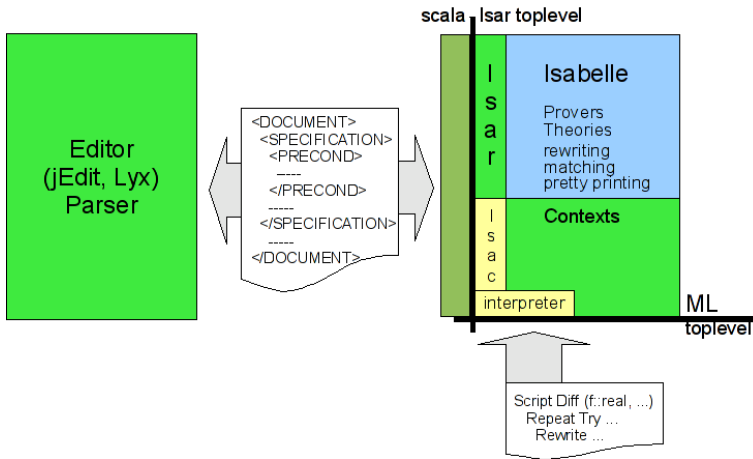 scala - Isar toplevel
Editor
(jEdit, Lyx)
Parser
<DOCUMENT>
<SPECIFICATION>
<PRECOND>
-----
</PRECOND>
-----
</SPECIFICATION>
-----
</DOCUMENT>
I
s
a
r
Isabelle
Provers
Theories
rewriting
matching
pretty printing
I
s
a
c
Contexts
interpreter
ML
toplevel
Script Diff (f::real, ...)
Repeat Try ...
Rewrite ...